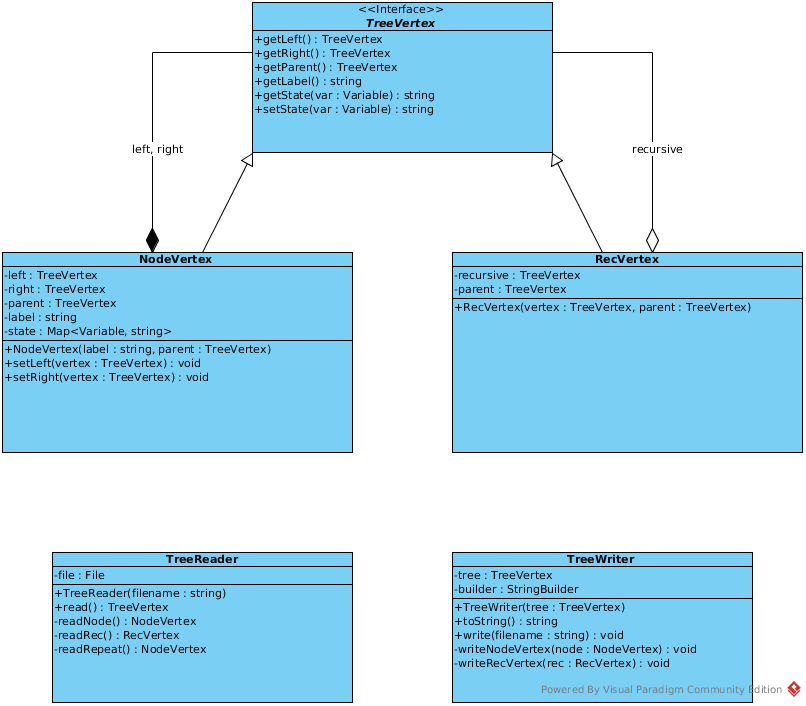 <<Interface>>
TreeVertex
+getLeft() : TreeVertex
+getRight() : TreeVertex
+getParent() : TreeVertex
+getLabel() : string
+getState(var : Variable) : string
+setState(var : Variable) : string
left, right
recursive
NodeVertex
-left : TreeVertex
-right : TreeVertex
-parent : TreeVertex
-label : string
-state : Map<Variable, string>
+NodeVertex(label : string, parent : TreeVertex)
+setLeft(vertex : TreeVertex) : void
+setRight(vertex : TreeVertex) : void
RecVertex
-recursive : TreeVertex
-parent : TreeVertex
+RecVertex(vertex : TreeVertex, parent : TreeVertex)
TreeReader
-file : File
+TreeReader(filename : string)
+read() : TreeVertex
-readNode() : NodeVertex
-readRec() : RecVertex
-readRepeat() : NodeVertex
TreeWriter
-tree : TreeVertex
-builder : StringBuilder
+TreeWriter(tree : TreeVertex)
+toString() : string
+write(filename : string) : void
-writeNodeVertex(node : NodeVertex) : void
-writeRecVertex(rec : RecVertex) : void
Powered By Visual Paradigm Community Edition